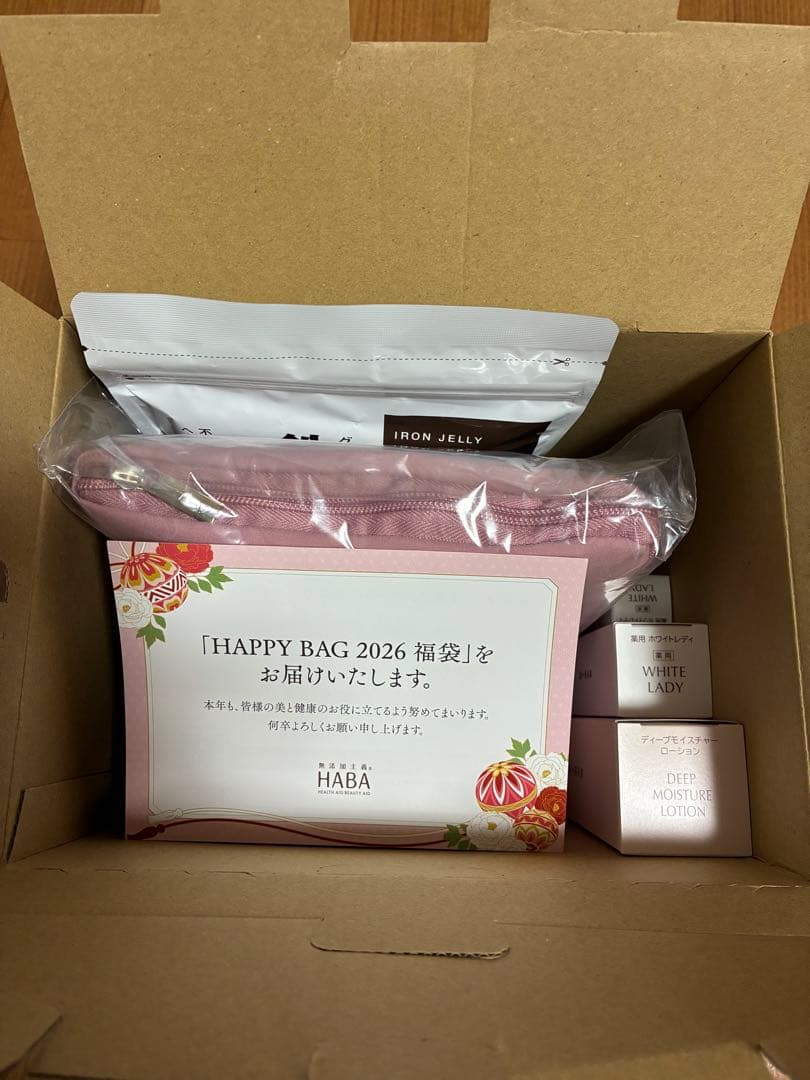 IRON JELLY
「HAPPY BAG 2026 福袋」を
お届けいたします。
本年も、皆様の美と健康のお役に立てるよう努めてまいります。
何卒よろしくお願い申し上げます。
無添加主義®
HABA
HEALTH AID BEAUTY AID
WHITE
LADY
薬用 ホワイトレディ
薬用
WHITE
LADY
ディープモイスチャー
ローション
DEEP
MOISTURE
LOTION